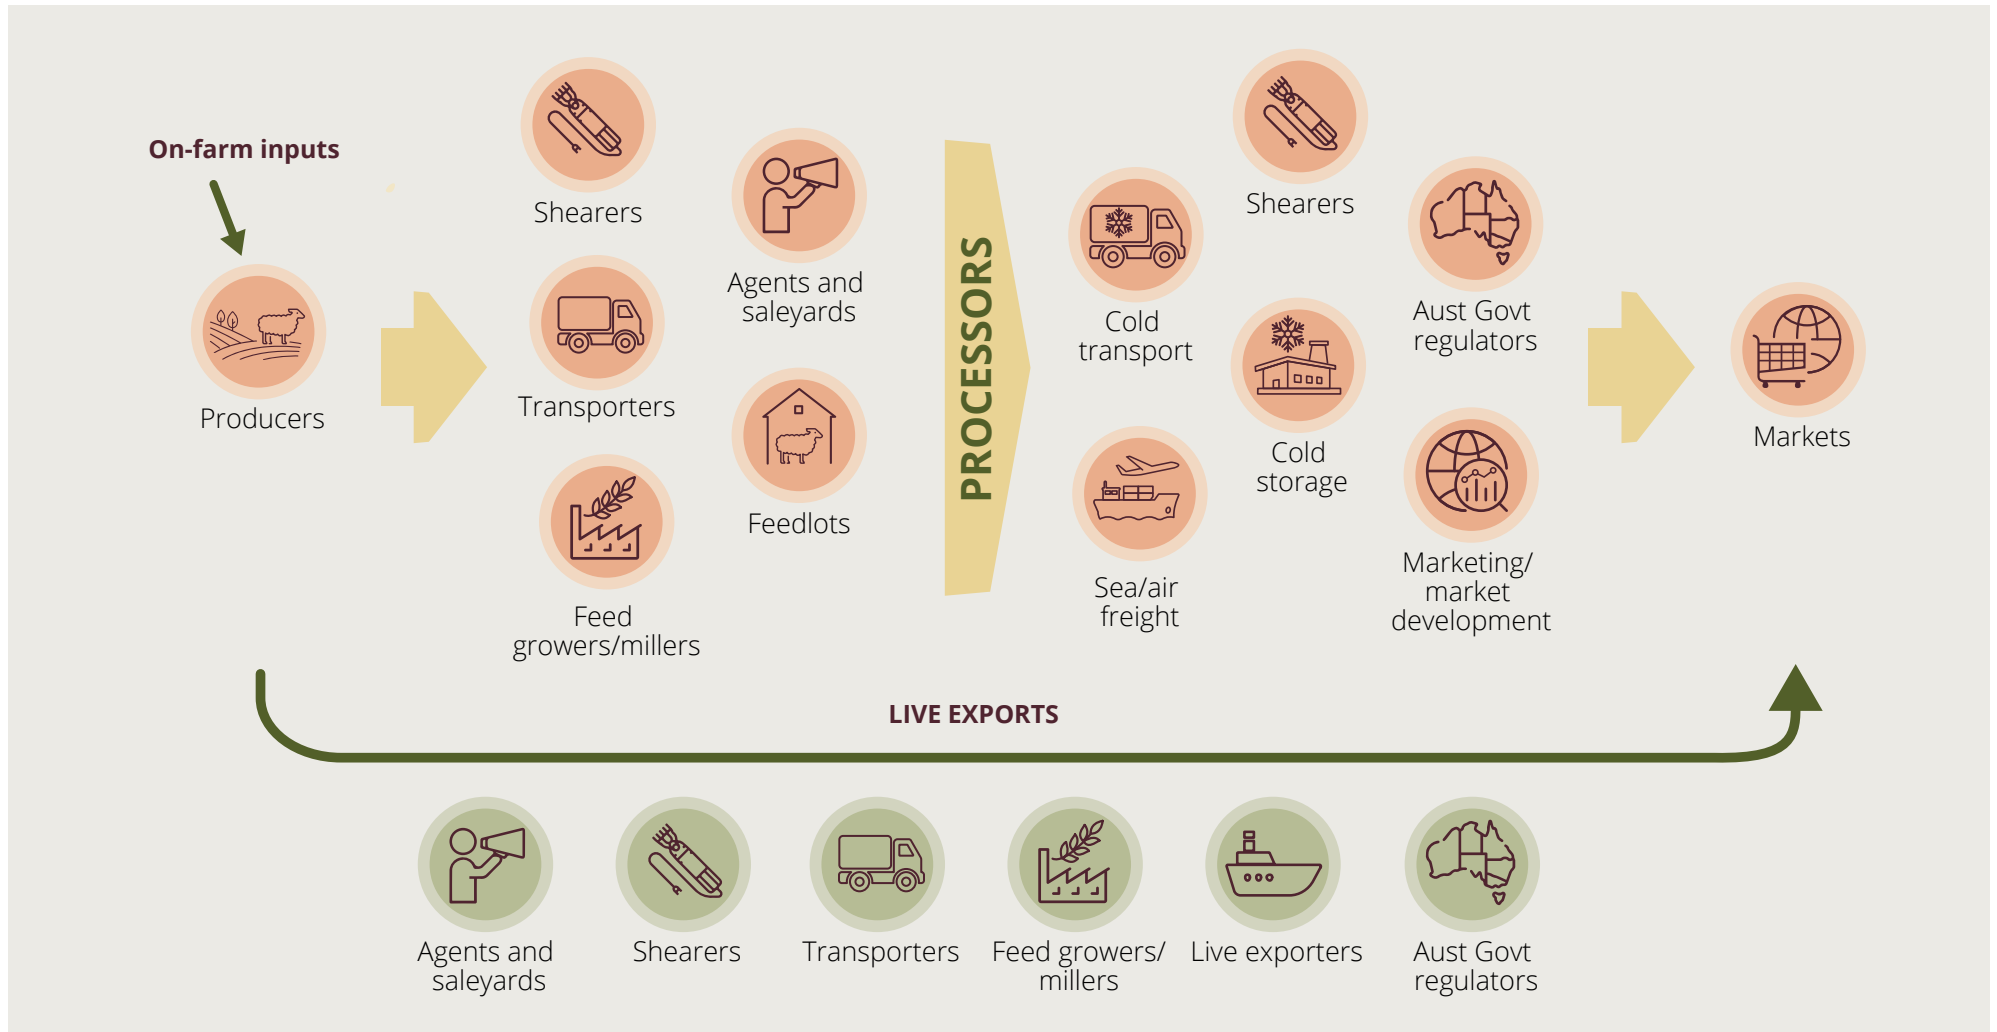 On-farm inputs
Producers
Shearers
Agents and
saleyards
Transporters
Feedlots
Feed
growers/millers
PROCESSORS
Shearers
Cold
transport
Aust Govt
regulators
Cold
storage
Sea/air
freight
Marketing/
market
development
Markets
LIVE EXPORTS
Agents and
saleyards
Shearers
Transporters
Feed growers/
millers
Live exporters
Aust Govt
regulators